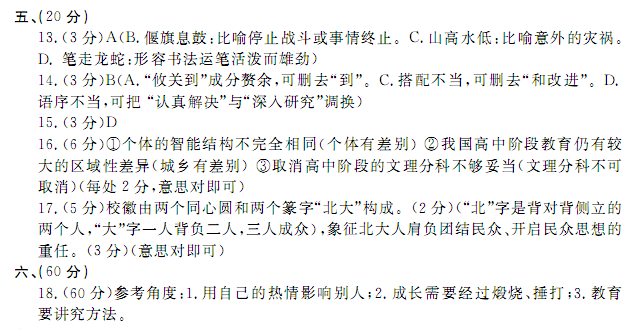 五、(20 分)
13.(3 分)A(B.偃旗息鼓:比喻停止战斗或事情终止。C.山高水低:比喻意外的灾祸。
D. 笔走龙蛇:形容书法运笔活泼而雄劲)
14.(3 分)B(A.“攸关到”成分赘余,可删去“到”。C.搭配不当,可删去“和改进”。D.
语序不当,可把 “认真解决”与“深入研究”调换)
15.(3 分)D
16.(6 分)①个体的智能结构不完全相同(个体有差别) ②我国高中阶段教育仍有较
大的区域性差异(城乡有差别) ③取消高中阶段的文理分科不够妥当(文理分科不可
取消)(每处 2 分,意思对即可)
17.(5 分)校徽由两个同心圆和两个篆字“北大”构成。(2 分)(“北”字是背对背侧立的
两个人,“大”字一人背负二人,三人成众),象征北大人肩负团结民众、开启民众思想的
重任。(3 分)(意思对即可)
六、(60 分)
18.(60 分)参考角度:1.用自己的热情影响别人;2.成长需要经过煅烧、捶打;3.教育
要讲究方法。